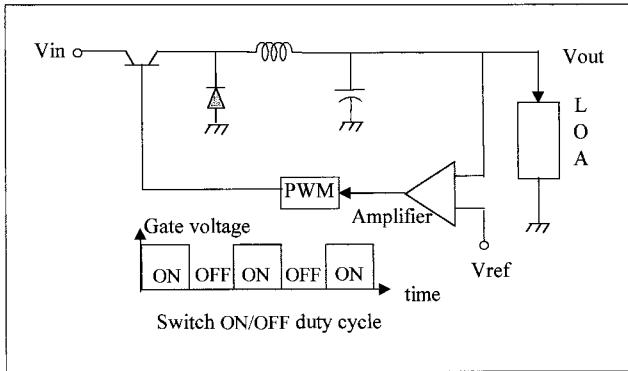 Vin
Vout
L
O
A
PWM
Amplifier
Vref
Gate voltage
ON OFF ON OFF ON
time
Switch ON/OFF duty cycle